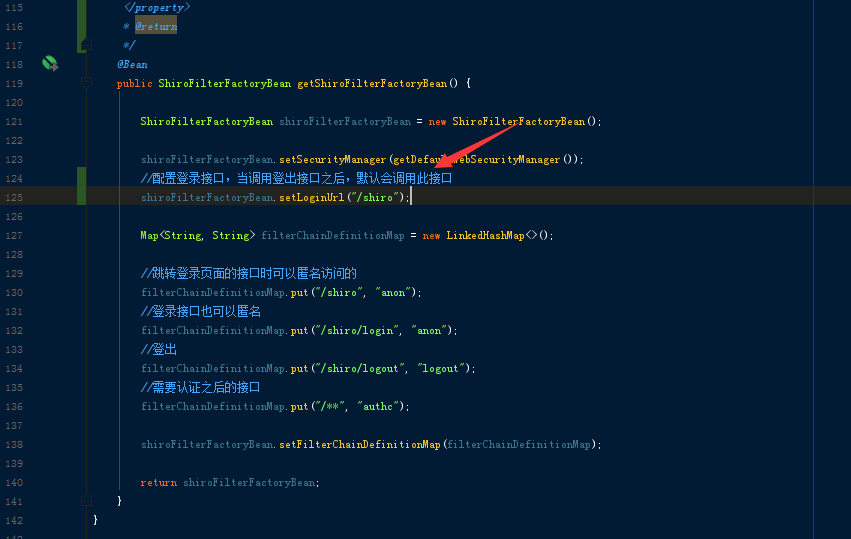 115 </property>
116 * @return
117 */
118 @Bean
119 public ShiroFilterFactoryBean getShiroFilterFactoryBean() {
120
121 ShiroFilterFactoryBean shiroFilterFactoryBean = new ShiroFilterFactoryBean();
122
123 shiroFilterFactoryBean.setSecurityManager(getDefaultWebSecurityManager());
124 //配置登录接口，当调用登出接口之后，默认会调用此接口
125 shiroFilterFactoryBean.setLoginUrl("/shiro");
126
127 Map<String, String> filterChainDefinitionMap = new LinkedHashMap<>();
128
129 //跳转登录页面的接口时可以匿名访问的
130 filterChainDefinitionMap.put("/shiro", "anon");
131 //登录接口也可以匿名
132 filterChainDefinitionMap.put("/shiro/login", "anon");
133 //登出
134 filterChainDefinitionMap.put("/shiro/logout", "logout");
135 //需要认证之后的接口
136 filterChainDefinitionMap.put("/**", "authc");
137
138 shiroFilterFactoryBean.setFilterChainDefinitionMap(filterChainDefinitionMap);
139
140 return shiroFilterFactoryBean;
141 }
142 }